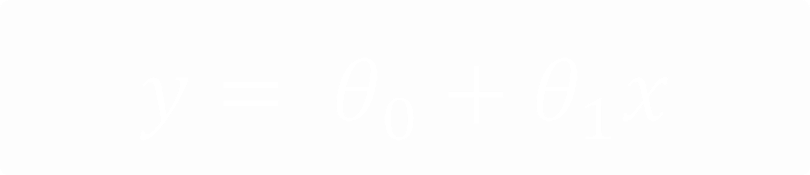 y = θ₀ + θ₁x